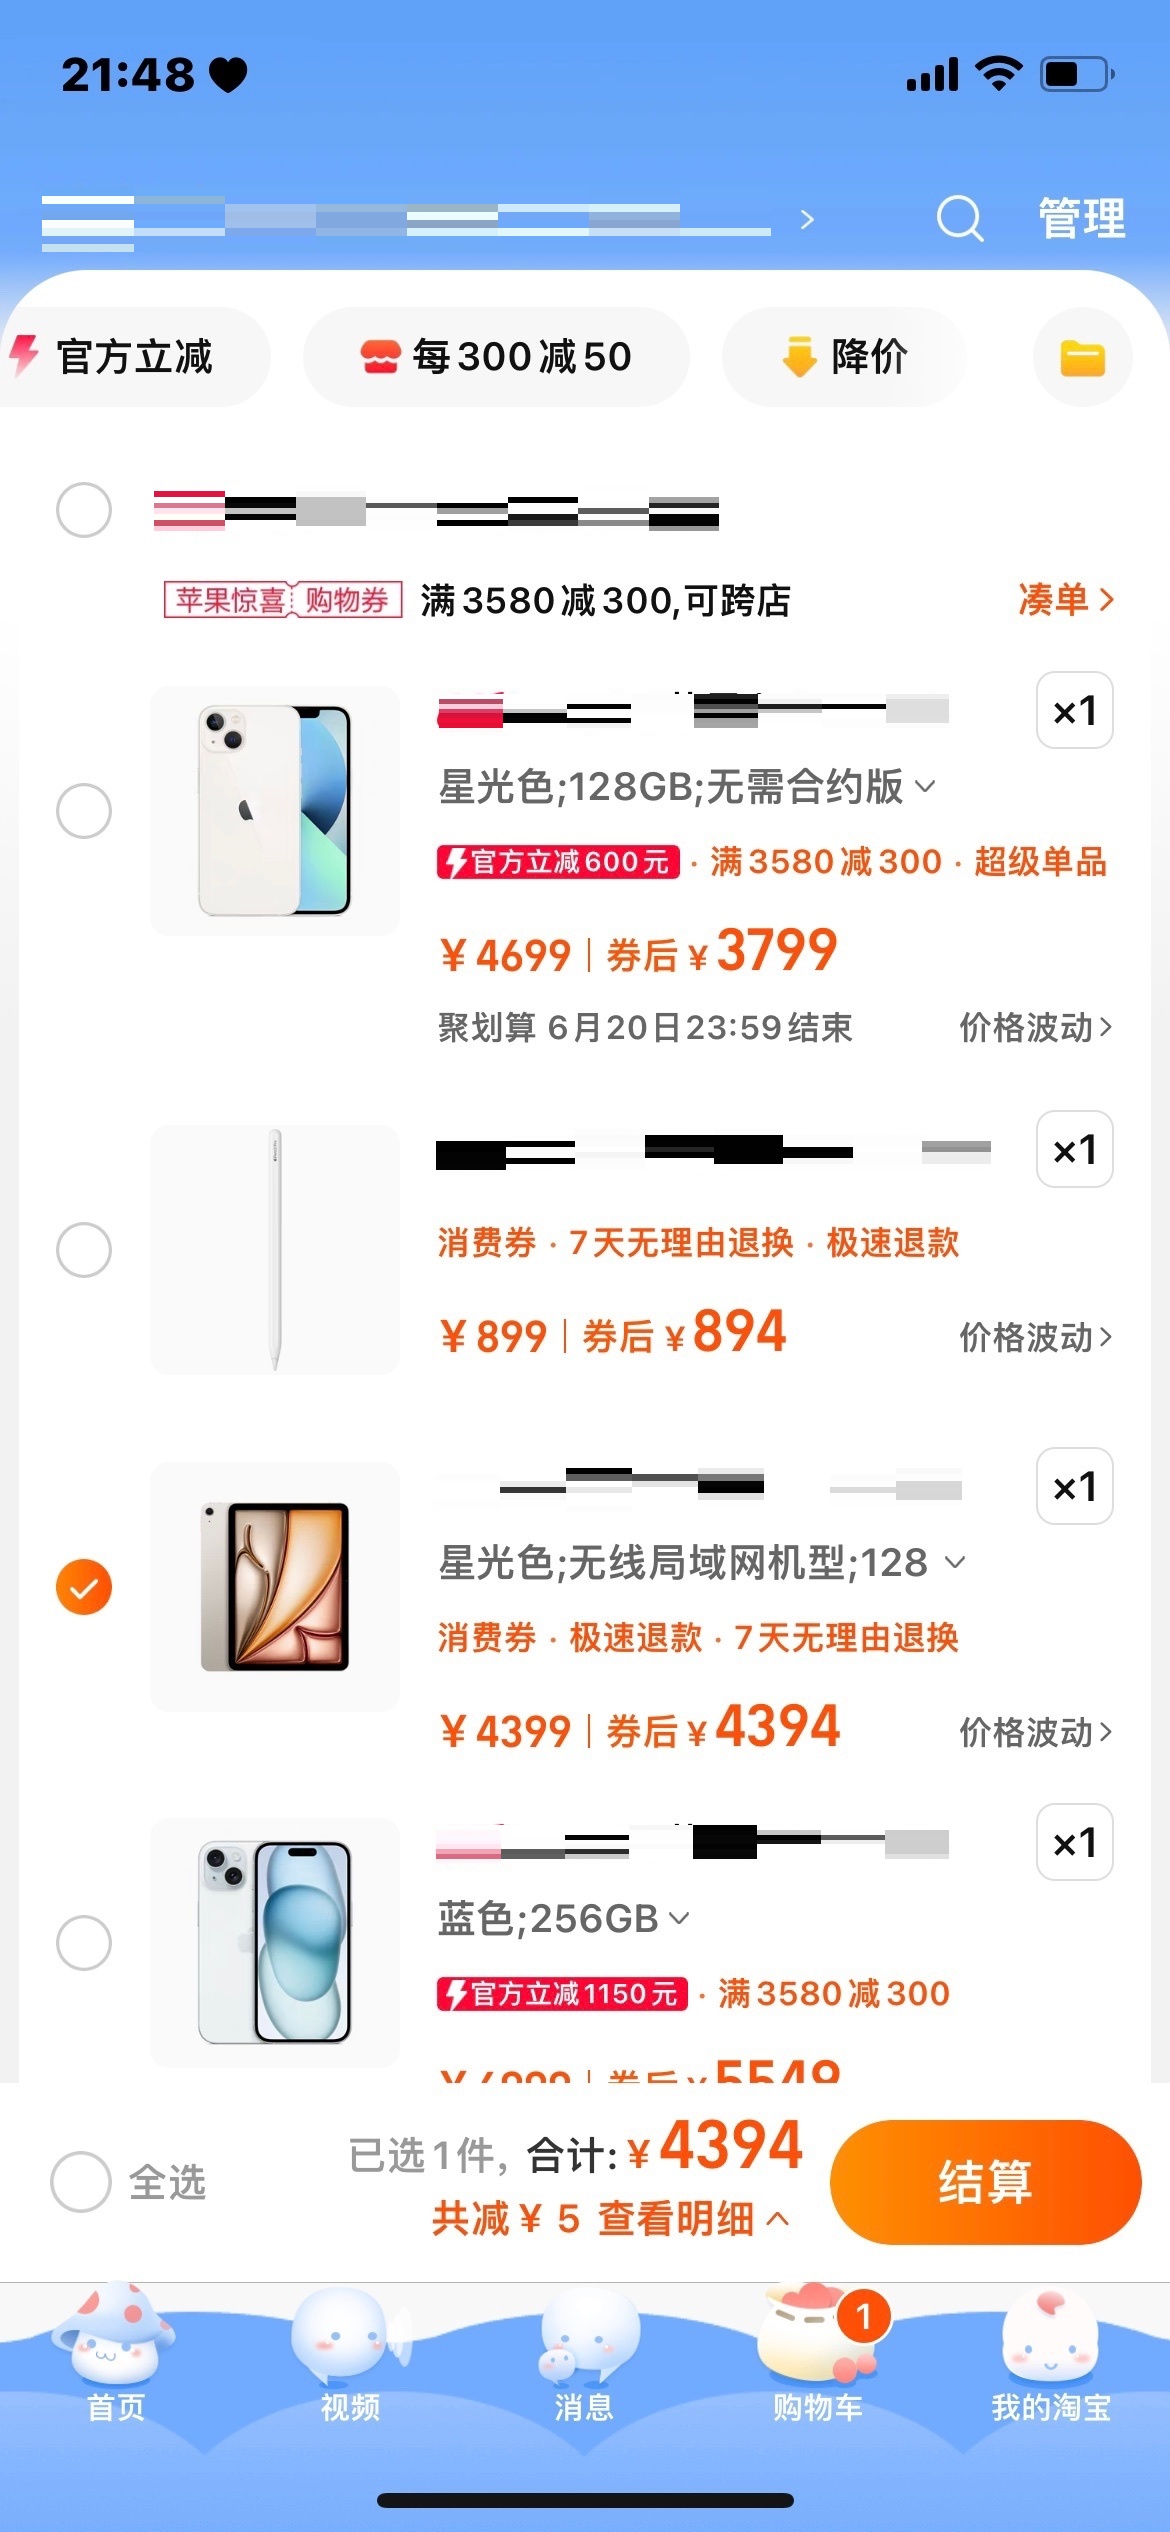 21:48
管理
官方立减
每300减50
降价
苹果惊喜 购物券 满3580减300,可跨店 凑单
×1
星光色;128GB;无需合约版
官方立减600元 · 满3580减300 · 超级单品
¥4699 券后¥3799
聚划算 6月20日23:59结束 价格波动
×1
消费券 · 7天无理由退换 · 极速退款
¥899 券后¥894 价格波动
×1
星光色;无线局域网机型;128
消费券 · 极速退款 · 7天无理由退换
¥4399 券后¥4394 价格波动
×1
蓝色;256GB
官方立减1150元 · 满3580减300
券后¥5549
全选 已选1件, 合计:¥4394 结算
共减¥5 查看明细
1
首页 视频 消息 购物车 我的淘宝